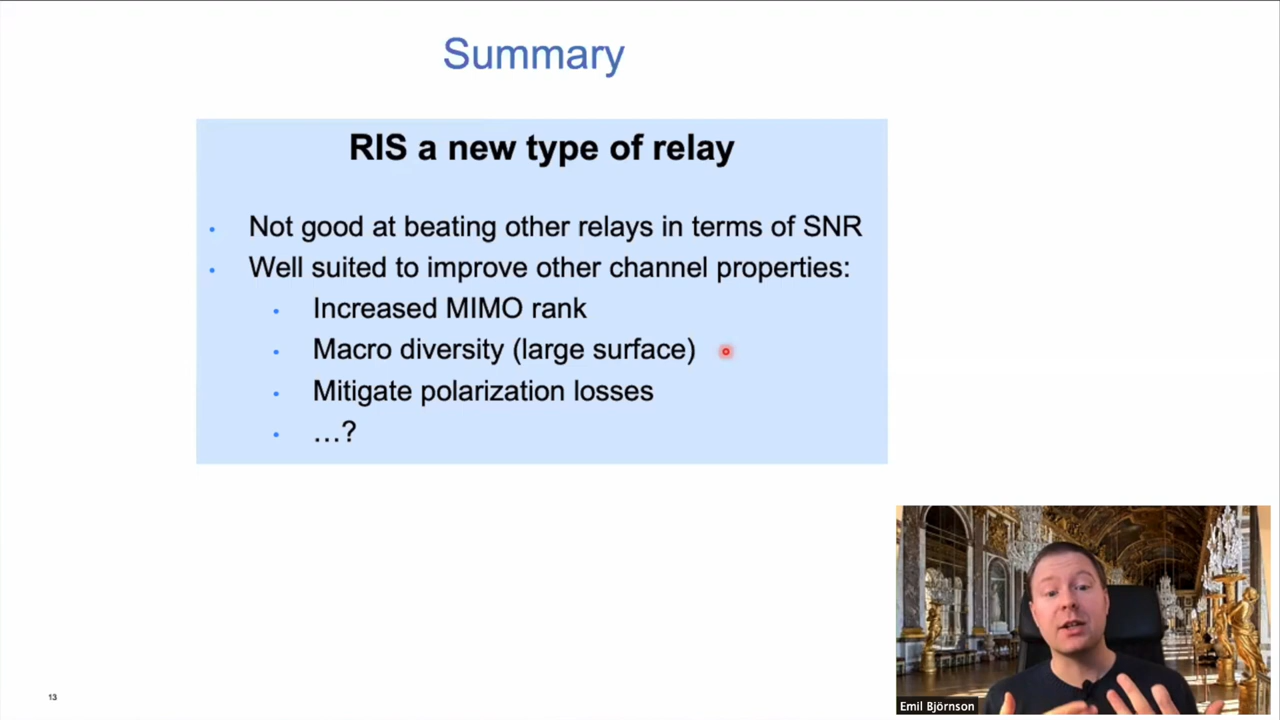 Summary
RIS a new type of relay
• Not good at beating other relays in terms of SNR
• Well suited to improve other channel properties:
• Increased MIMO rank
• Macro diversity (large surface)
• Mitigate polarization losses
• …?
Emil Björnson
13